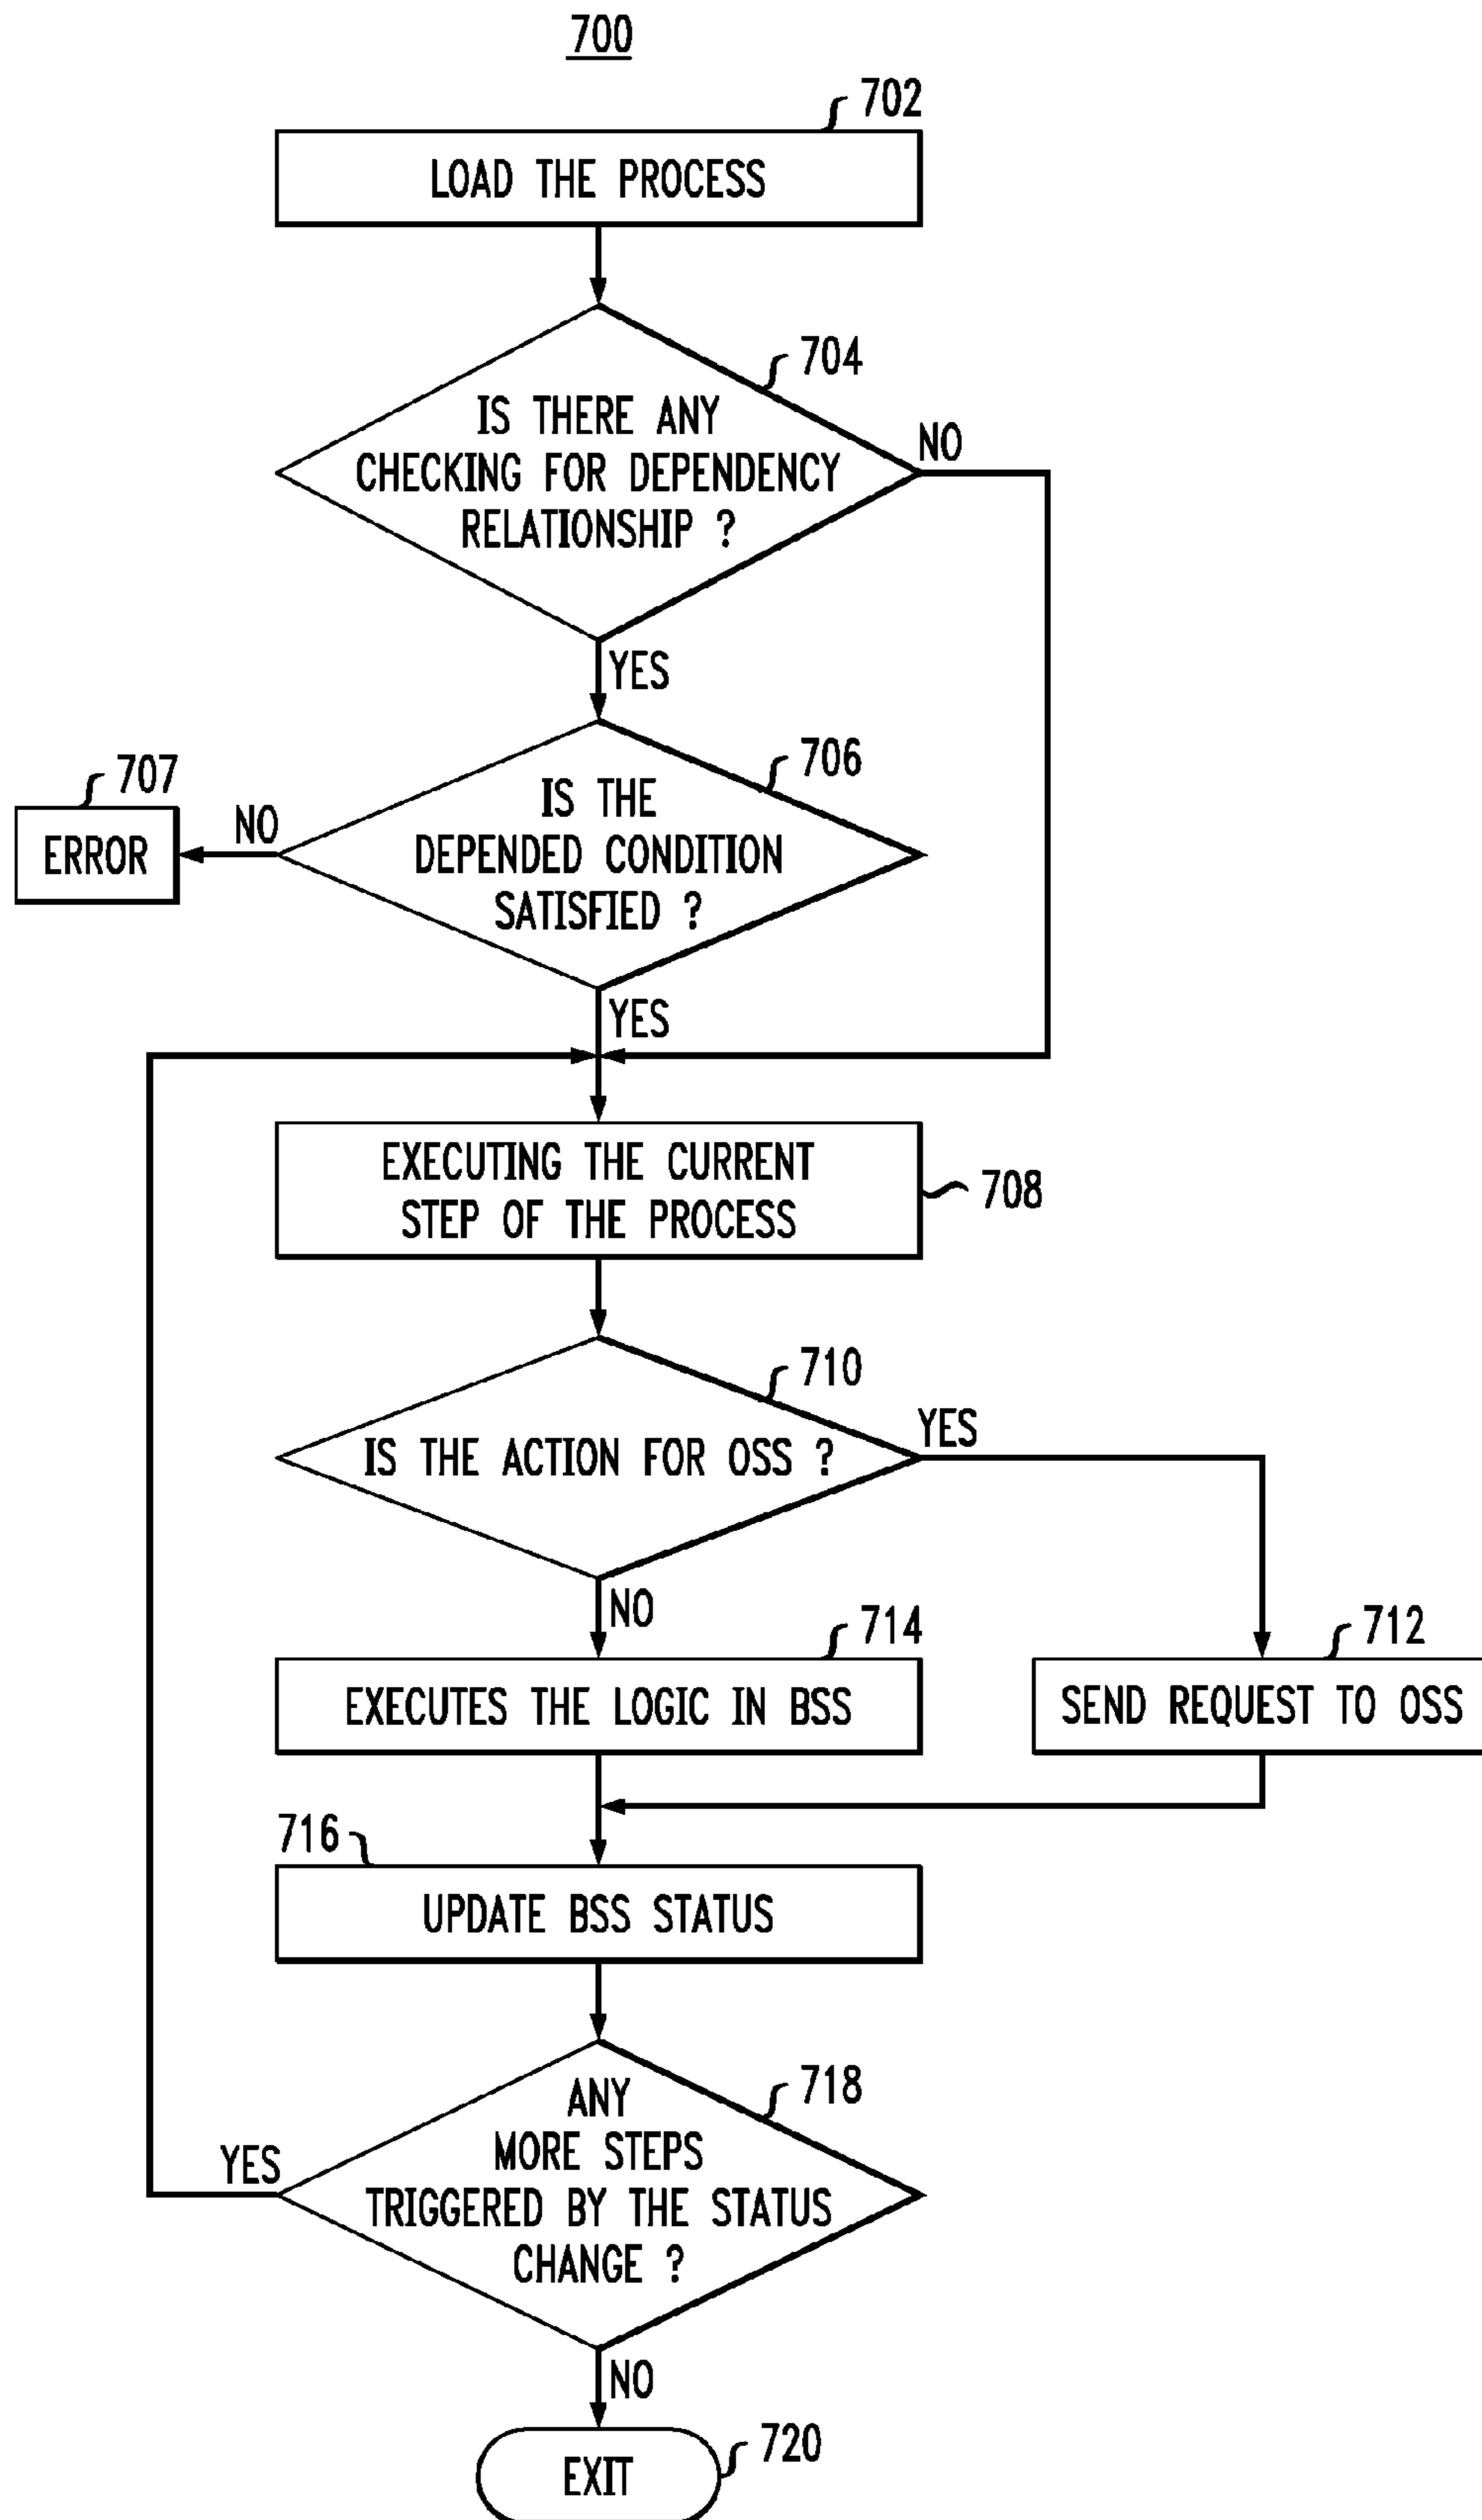 700
702
LOAD THE PROCESS
704
IS THERE ANY
CHECKING FOR DEPENDENCY
RELATIONSHIP ?
NO
YES
706
IS THE
DEPENDED CONDITION
SATISFIED ?
707
NO
ERROR
YES
EXECUTING THE CURRENT
STEP OF THE PROCESS
708
710
IS THE ACTION FOR OSS ?
YES
NO
714
EXECUTES THE LOGIC IN BSS
712
SEND REQUEST TO OSS
716
UPDATE BSS STATUS
718
ANY
MORE STEPS
TRIGGERED BY THE STATUS
CHANGE ?
YES
NO
EXIT
720